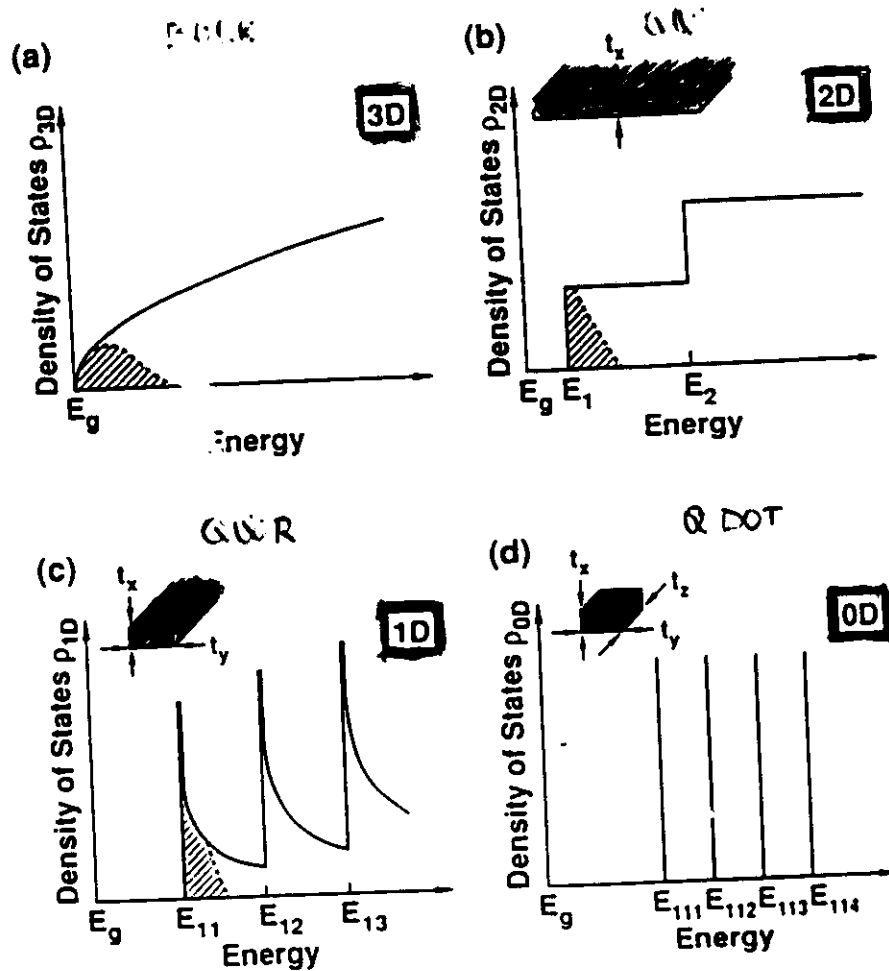 (a)
3D
Density of States ρ3D
Eg
Energy
(b)
tx
2D
Density of States ρ2D
Eg E1 E2
Energy
QWR
(c)
tx
ty
1D
Density of States ρ1D
Eg E11 E12 E13
Energy
Q DOT
(d)
tx
tz
ty
0D
Density of States ρ0D
Eg E111 E112 E113 E114
Energy